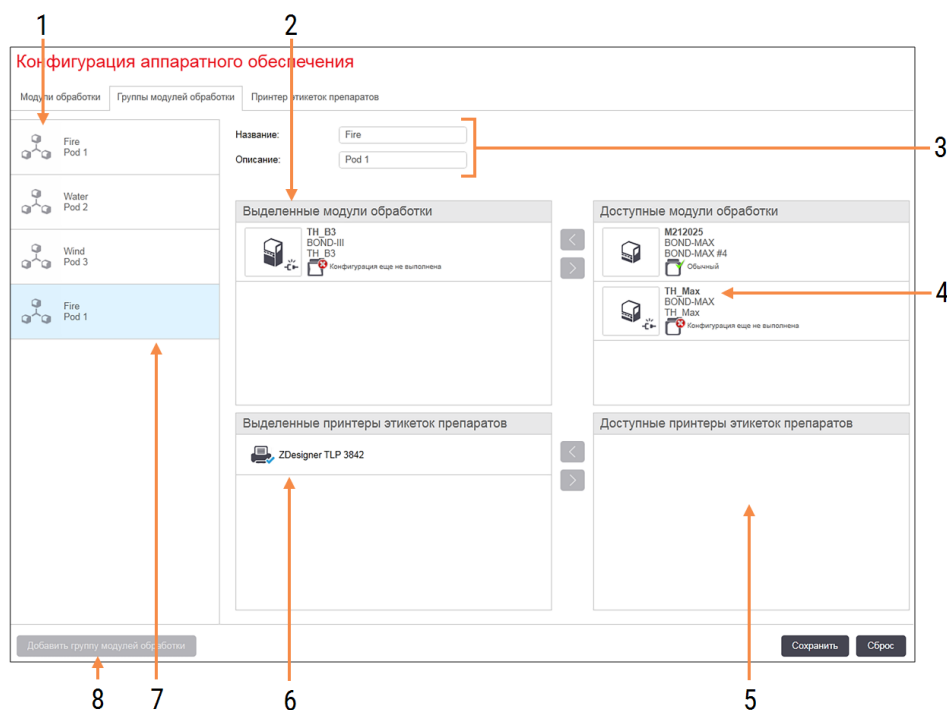 1
2
Конфигурация аппаратного обеспечения
Модули обработки
Группы модулей обработки
Принтер этикеток препаратов
Fire
Pod 1
Water
Pod 2
Wind
Pod 3
Fire
Pod 1
Название:
Fire
Описание:
Pod 1
3
Выделенные модули обработки
TH_B3
BOND-III
TH_B3
Конфигурация еще не выполнена
<
>
Доступные модули обработки
M212025
BOND-MAX
BOND-MAX #4
Обычный
TH_Max
BOND-MAX
TH_Max
Конфигурация еще не выполнена
4
Выделенные принтеры этикеток препаратов
ZDesigner TLP 3842
<
>
Доступные принтеры этикеток препаратов
Добавить группу модулей обработки
Сохранить
Сброс
8
7
6
5